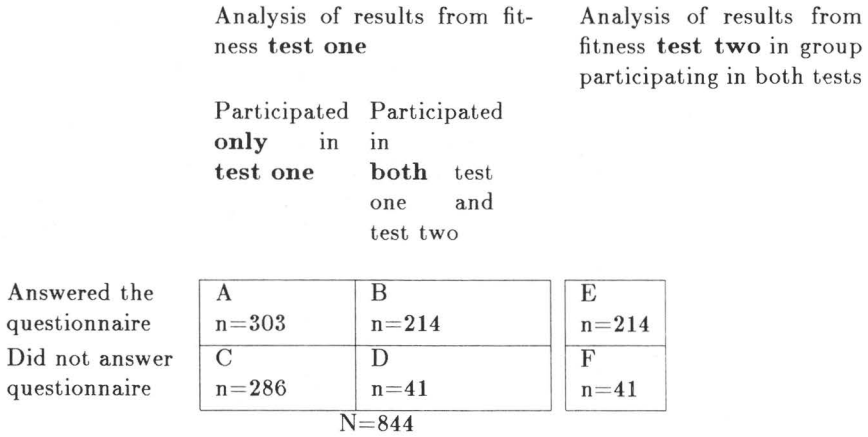 Analysis of results from fit-
ness test one
Analysis of results from
fitness test two in group
participating in both tests
Participated
only in
test one
Participated
in
both test
one and
test two
Answered the
questionnaire
A
n=303
B
n=214
E
n=214
Did not answer
questionnaire
C
n=286
D
n=41
F
n=41
N=844